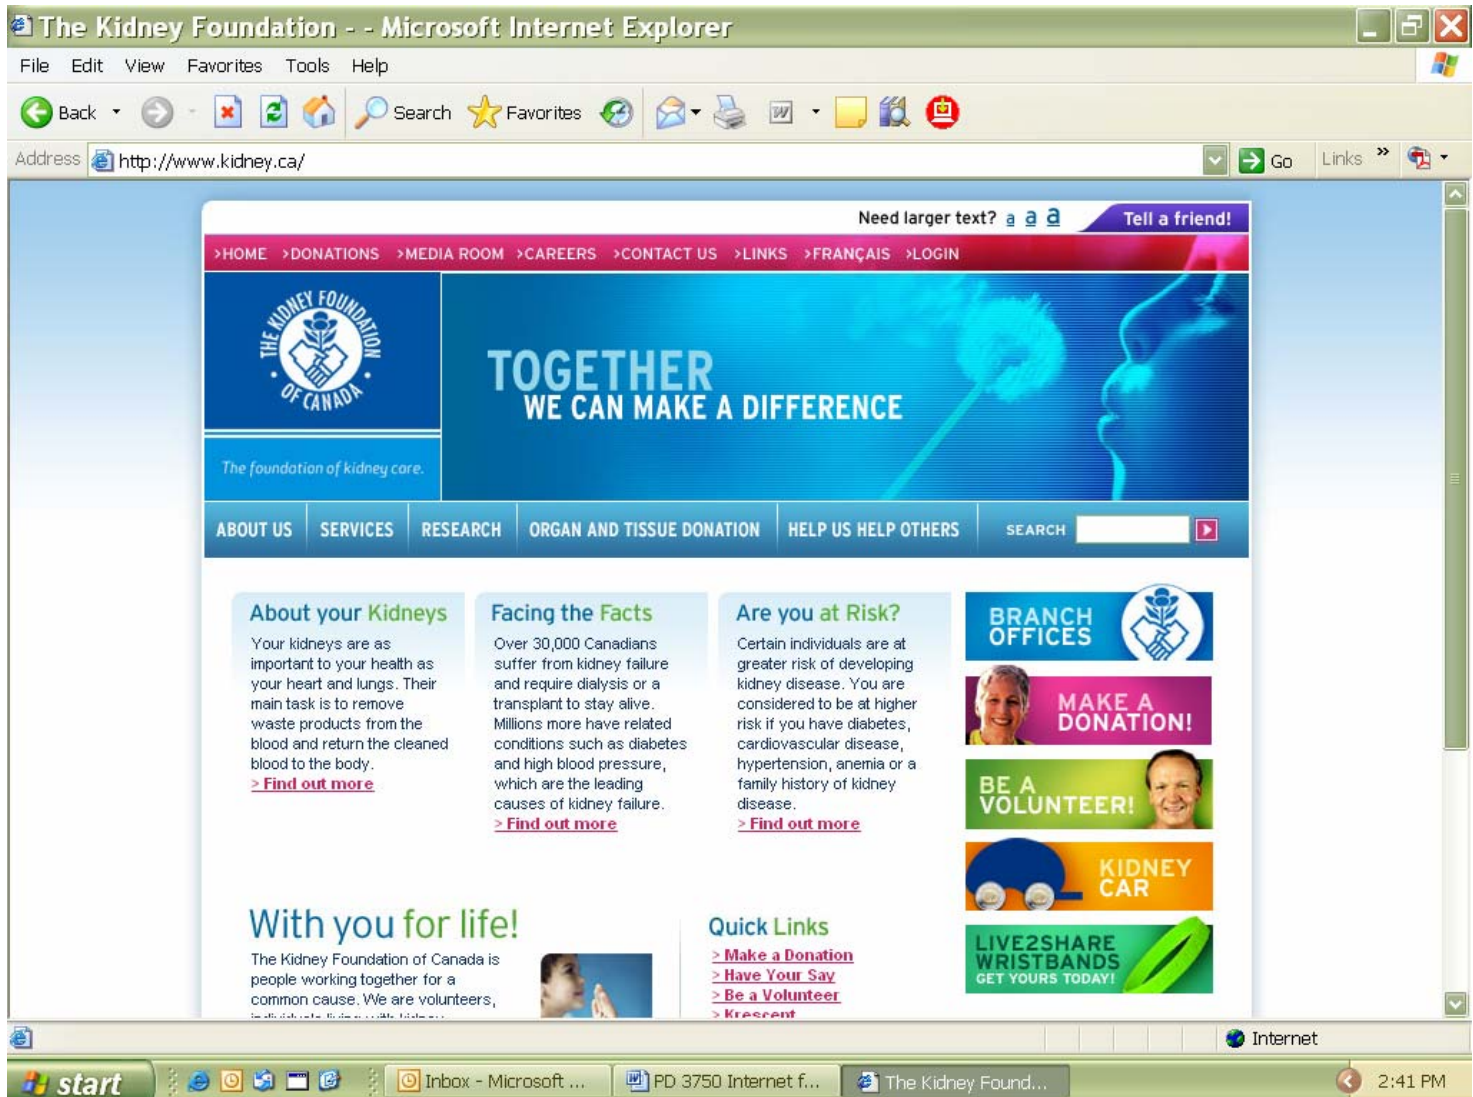 The Kidney Foundation - - Microsoft Internet Explorer
File Edit View Favorites Tools Help
Back Search Favorites
Address http://www.kidney.ca/ Go Links »
Need larger text? a a a Tell a friend!
>HOME >DONATIONS >MEDIA ROOM >CAREERS >CONTACT US >LINKS >FRANÇAIS >LOGIN
THE KIDNEY FOUNDATION
OF CANADA
TOGETHER
WE CAN MAKE A DIFFERENCE
The foundation of kidney care.
ABOUT US SERVICES RESEARCH ORGAN AND TISSUE DONATION HELP US HELP OTHERS SEARCH
About your Kidneys
Your kidneys are as
important to your health as
your heart and lungs. Their
main task is to remove
waste products from the
blood and return the cleaned
blood to the body.
> Find out more
Facing the Facts
Over 30,000 Canadians
suffer from kidney failure
and require dialysis or a
transplant to stay alive.
Millions more have related
conditions such as diabetes
and high blood pressure,
which are the leading
causes of kidney failure.
> Find out more
Are you at Risk?
Certain individuals are at
greater risk of developing
kidney disease. You are
considered to be at higher
risk if you have diabetes,
cardiovascular disease,
hypertension, anemia or a
family history of kidney
disease.
> Find out more
BRANCH
OFFICES
MAKE A
DONATION!
BE A
VOLUNTEER!
KIDNEY
CAR
LIVE2SHARE
WRISTBANDS
GET YOURS TODAY!
With you for life!
The Kidney Foundation of Canada is
people working together for a
common cause. We are volunteers,
Quick Links
> Make a Donation
> Have Your Say
> Be a Volunteer
> Krescent
Internet
start Inbox - Microsoft ... PD 3750 Internet f... The Kidney Found... 2:41 PM